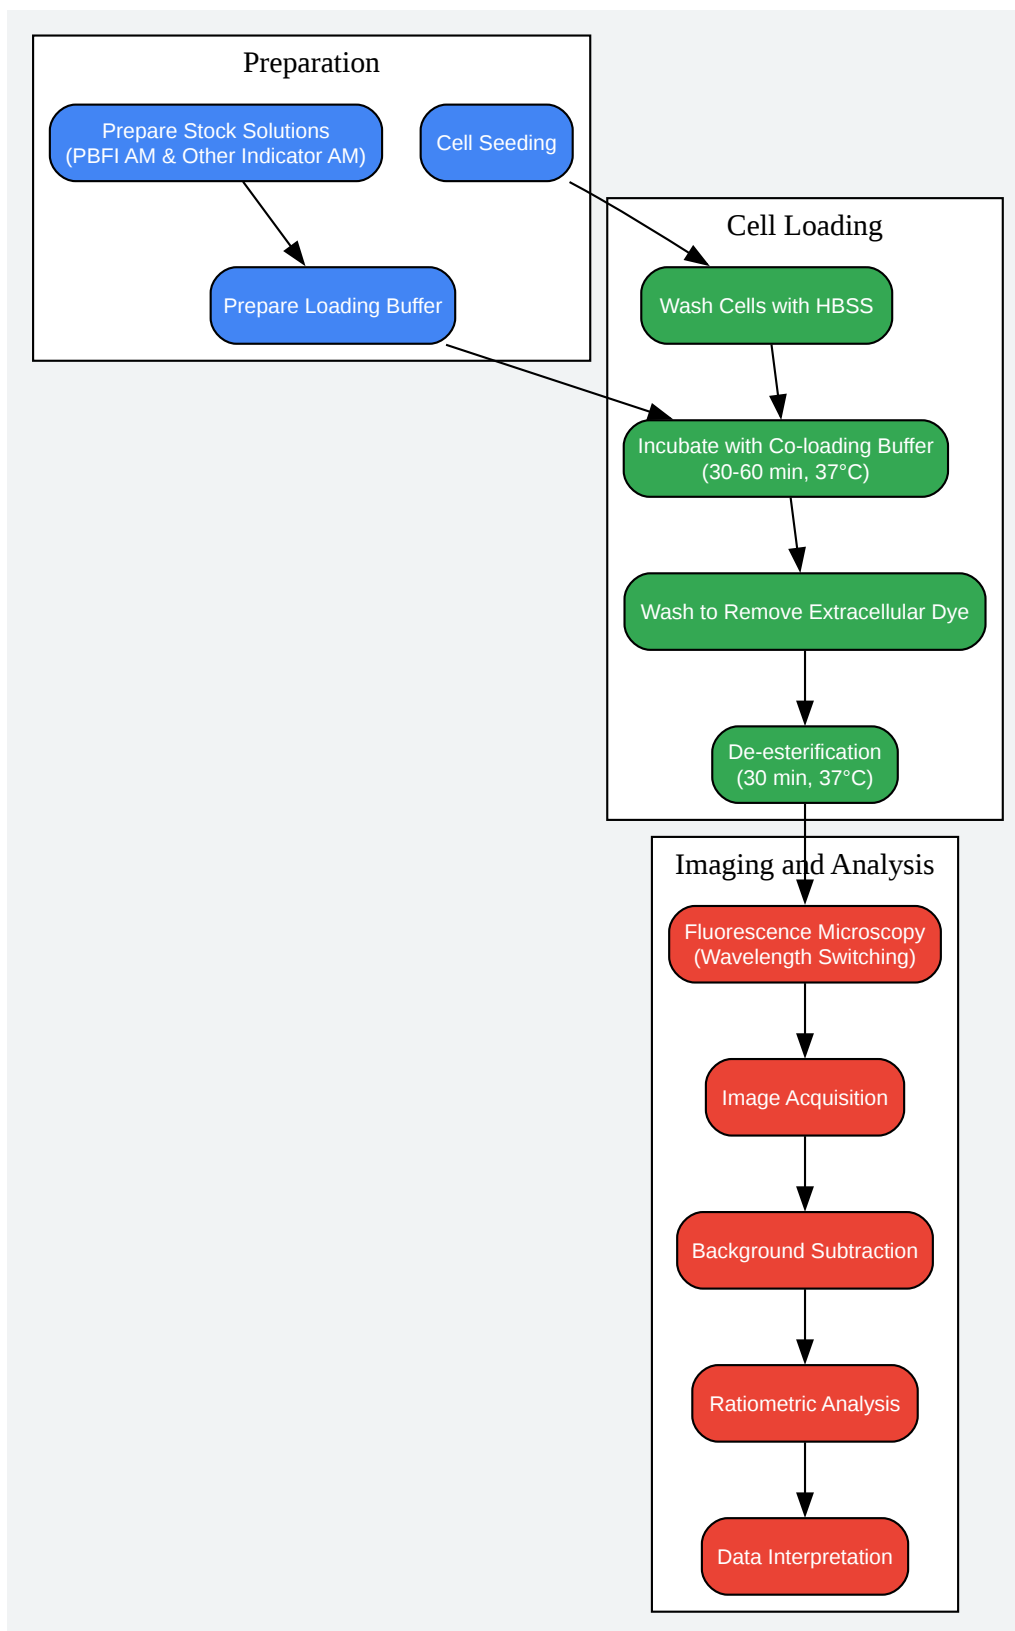 Preparation
Prepare Stock Solutions
(PBFI AM & Other Indicator AM)
Cell Seeding
Prepare Loading Buffer
Cell Loading
Wash Cells with HBSS
Incubate with Co-loading Buffer
(30-60 min, 37°C)
Wash to Remove Extracellular Dye
De-esterification
(30 min, 37°C)
Imaging and Analysis
Fluorescence Microscopy
(Wavelength Switching)
Image Acquisition
Background Subtraction
Ratiometric Analysis
Data Interpretation